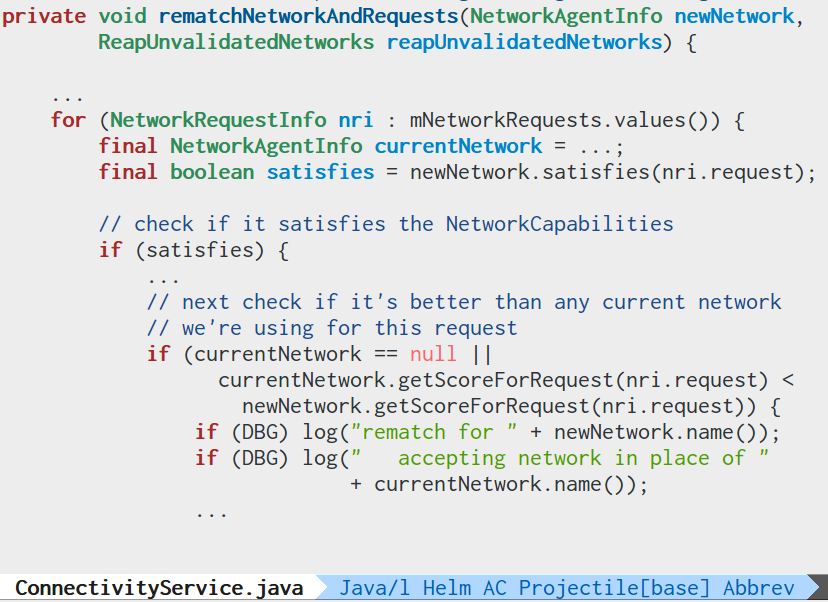 private void rematchNetworkAndRequests(NetworkAgentInfo newNetwork,
        ReapUnvalidatedNetworks reapUnvalidatedNetworks) {
    ...
    for (NetworkRequestInfo nri : mNetworkRequests.values()) {
        final NetworkAgentInfo currentNetwork = ...;
        final boolean satisfies = newNetwork.satisfies(nri.request);
        // check if it satisfies the NetworkCapabilities
        if (satisfies) {
            ...
            // next check if it's better than any current network
            // we're using for this request
            if (currentNetwork == null ||
                  currentNetwork.getScoreForRequest(nri.request) <
                    newNetwork.getScoreForRequest(nri.request)) {
                if (DBG) log("rematch for " + newNetwork.name());
                if (DBG) log("   accepting network in place of "
                             + currentNetwork.name());
                ...
ConnectivityService.java Java/l Helm AC Projectile[base] Abbrev